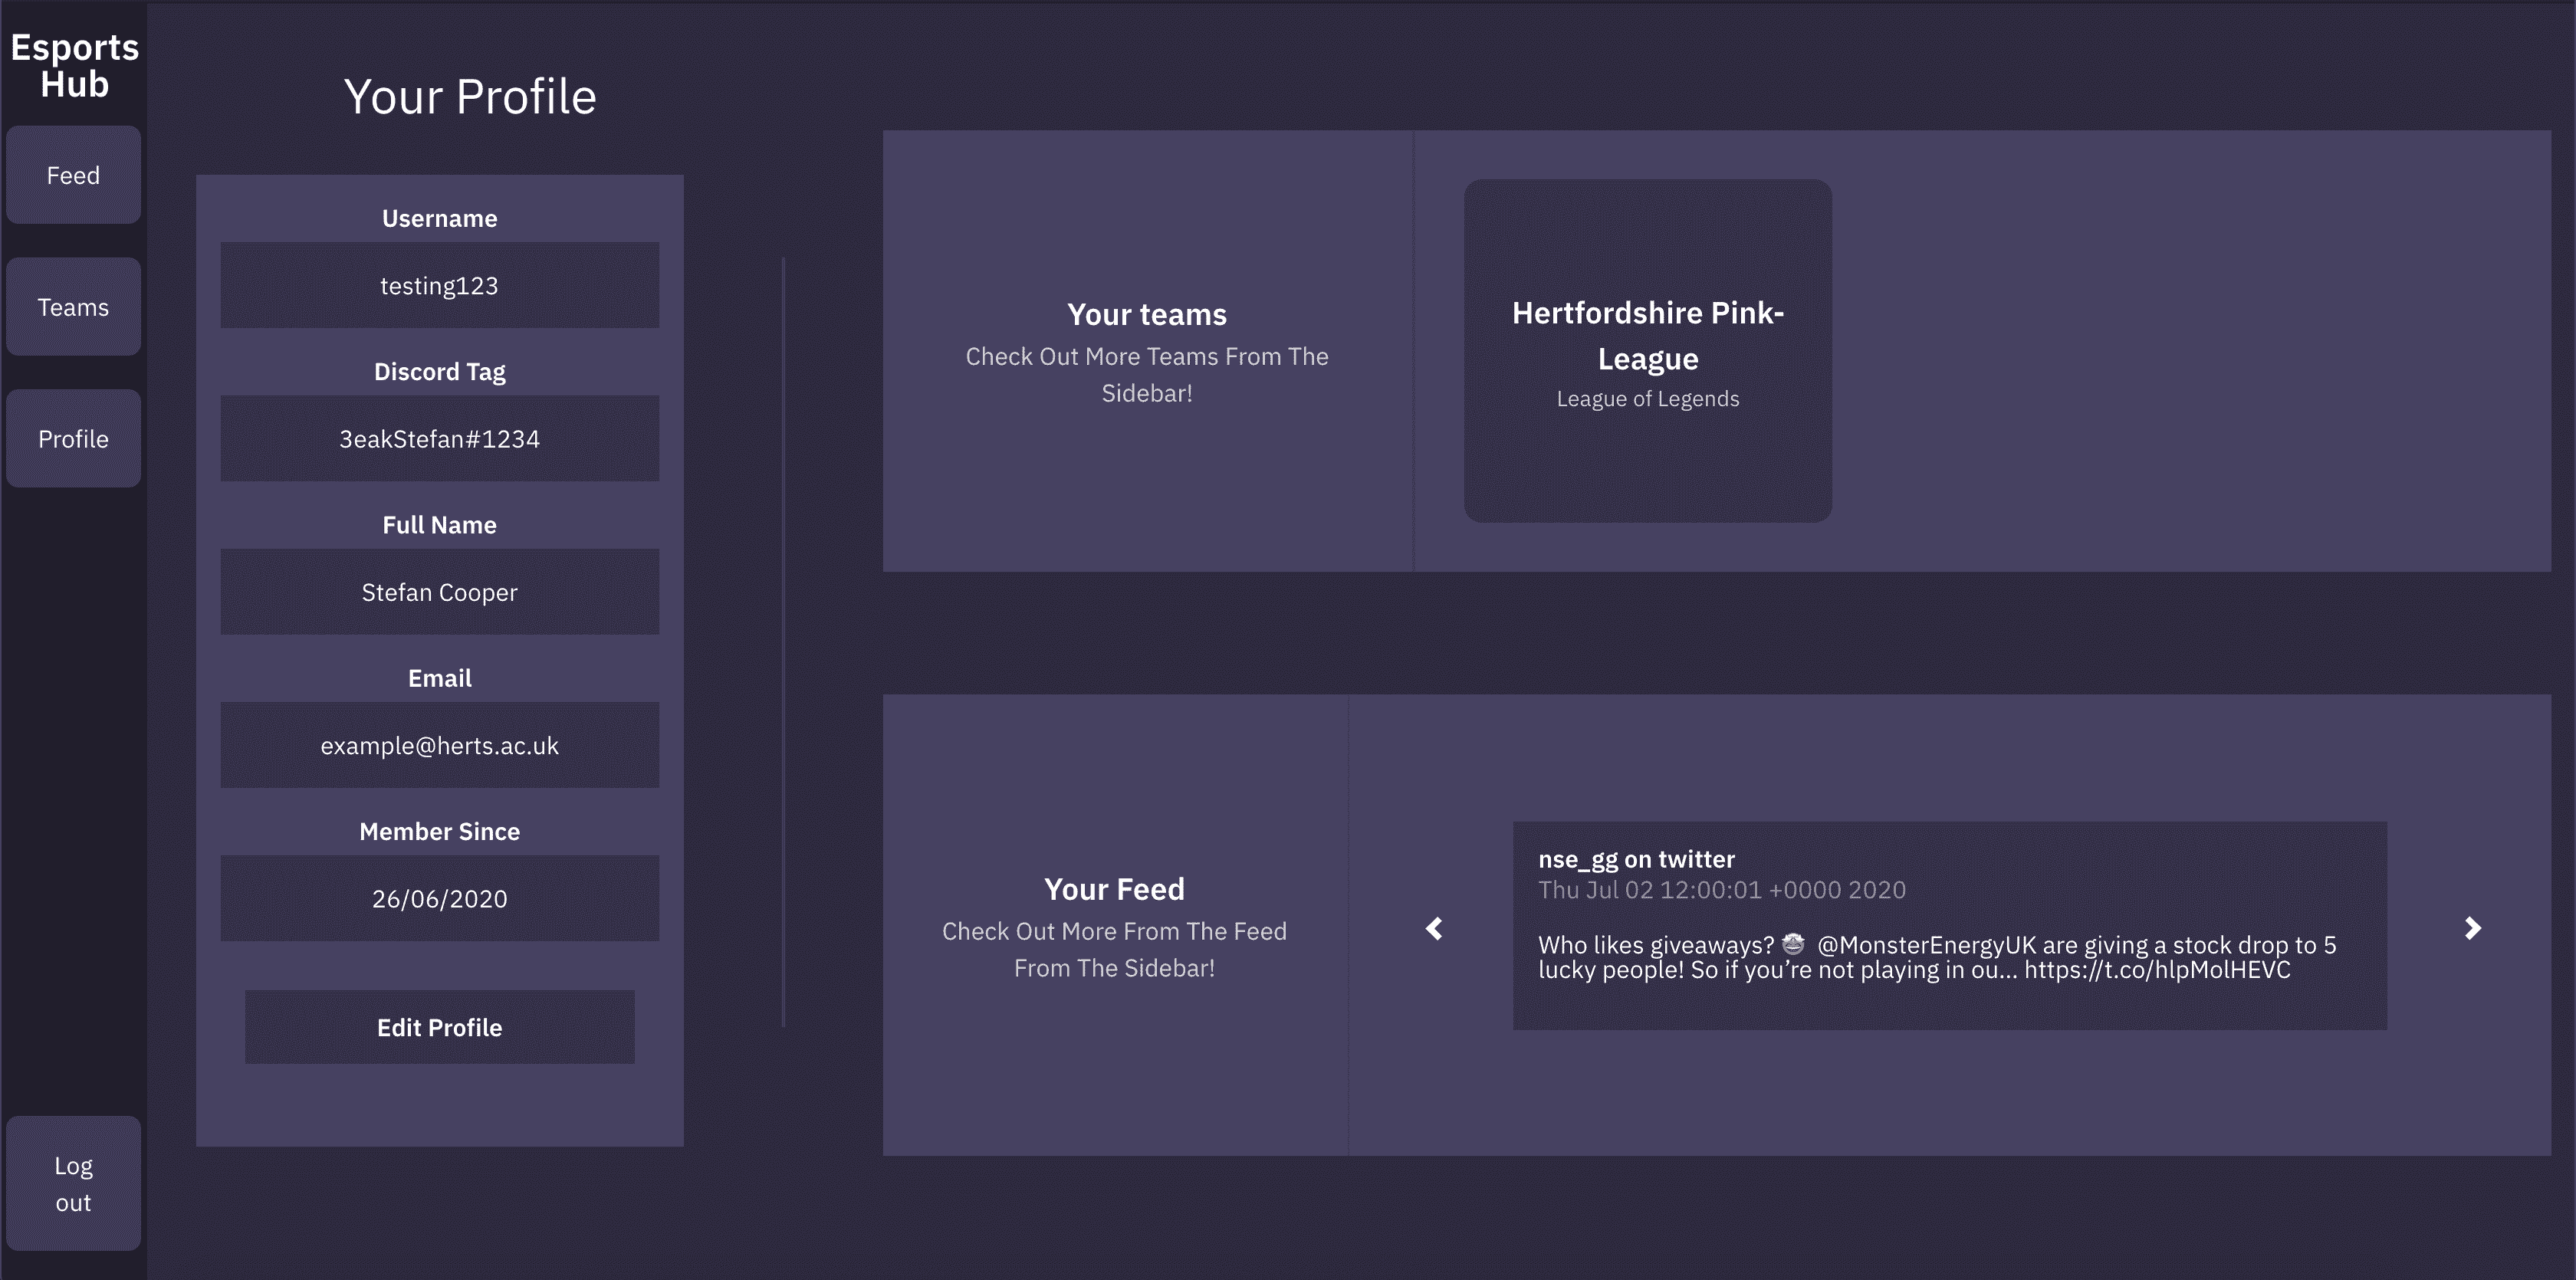 Esports
Hub
Feed
Teams
Profile
Log
out
Your Profile
Username
testing123
Discord Tag
3eakStefan#1234
Full Name
Stefan Cooper
Email
example@herts.ac.uk
Member Since
26/06/2020
Edit Profile
Your teams
Check Out More Teams From The
Sidebar!
Hertfordshire Pink-
League
League of Legends
Your Feed
Check Out More From The Feed
From The Sidebar!
nse_gg on twitter
Thu Jul 02 12:00:01 +0000 2020
Who likes giveaways? 🤩 @MonsterEnergyUK are giving a stock drop to 5
lucky people! So if you’re not playing in ou… https://t.co/hlpMolHEVC